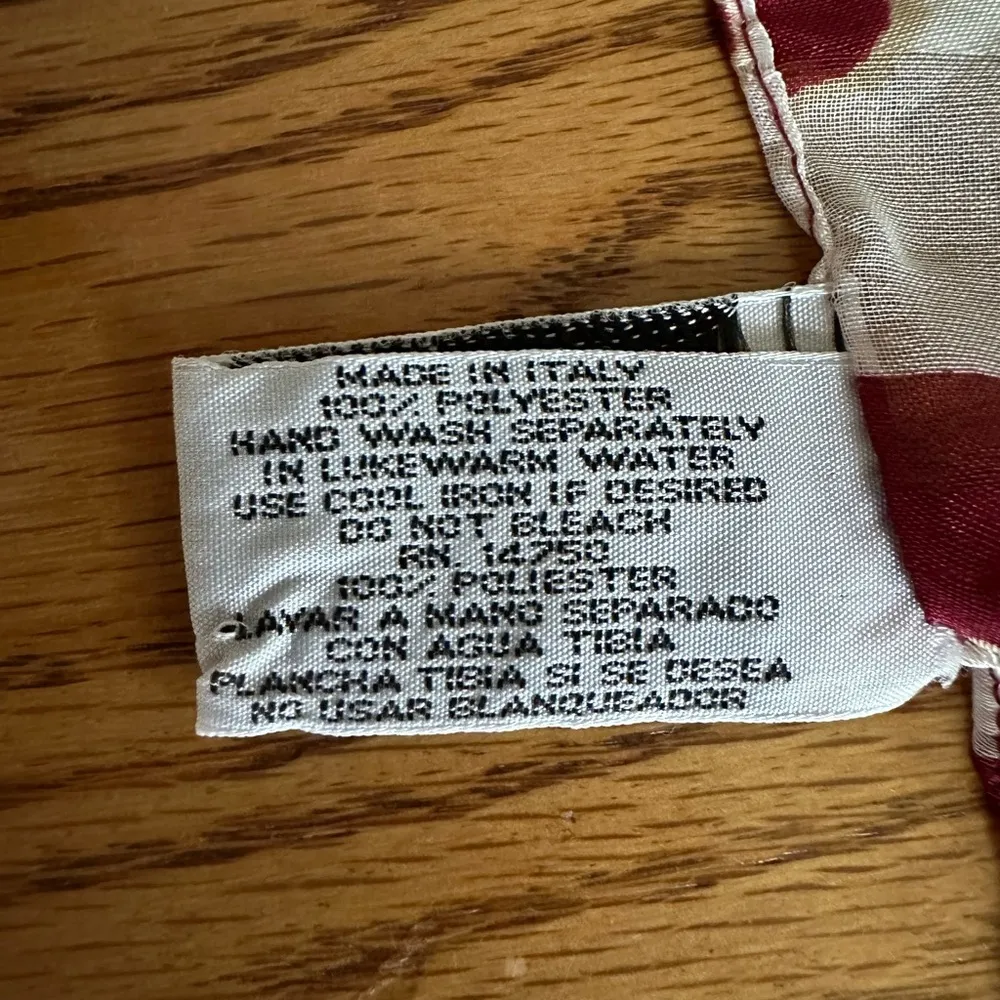 MADE IN ITALY
100% POLYESTER
HAND WASH SEPARATELY
IN LUKEWARM WATER
USE COOL IRON IF DESIRED
DO NOT BLEACH
RN 14750
100% POLIESTER
LAVAR A MANO SEPARADO
CON AGUA TIBIA
PLANCHA TIBIA SI SE DESEA
NO USAR BLANQUEADOR